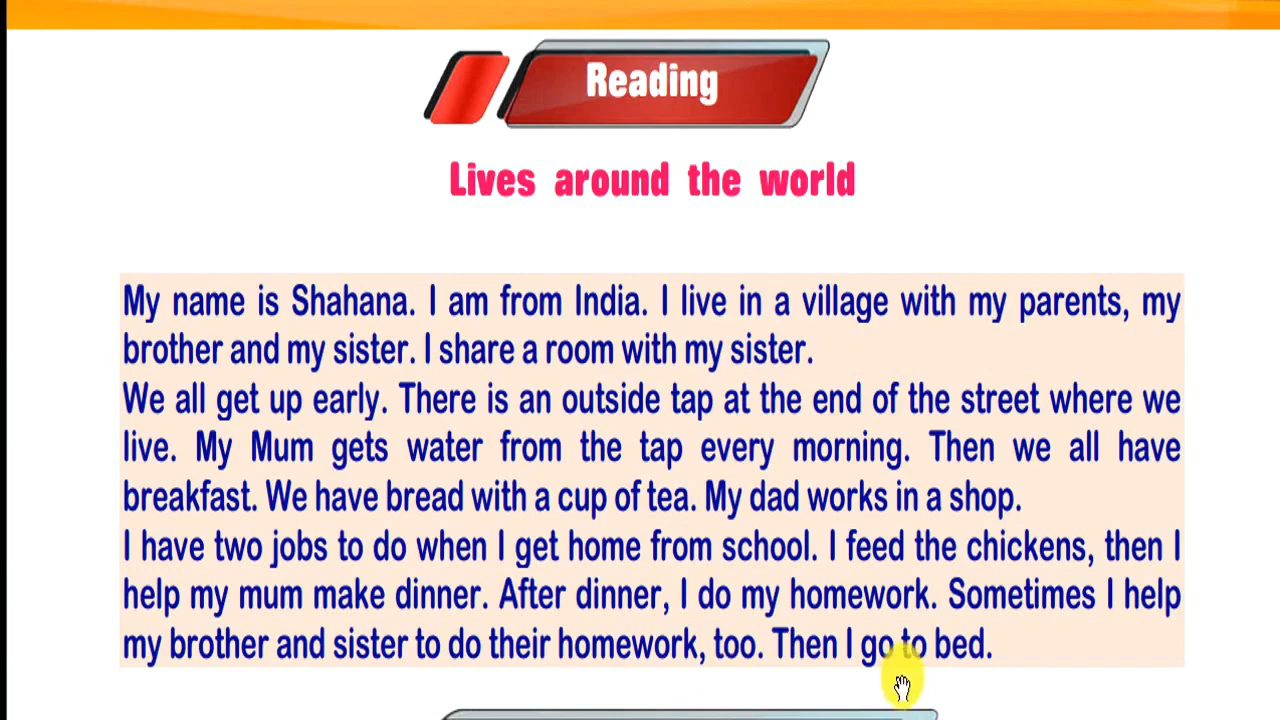 Reading
Lives around the world
My name is Shahana. I am from India. I live in a village with my parents, my
brother and my sister. I share a room with my sister.
We all get up early. There is an outside tap at the end of the street where we
live. My Mum gets water from the tap every morning. Then we all have
breakfast. We have bread with a cup of tea. My dad works in a shop.
I have two jobs to do when I get home from school. I feed the chickens, then I
help my mum make dinner. After dinner, I do my homework. Sometimes I help
my brother and sister to do their homework, too. Then I go to bed.